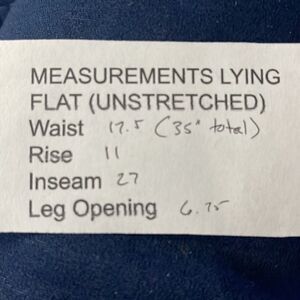 MEASUREMENTS LYING
FLAT (UNSTRETCHED)
Waist 17.5 (35" total)
Rise 11
Inseam 27
Leg Opening 6.75